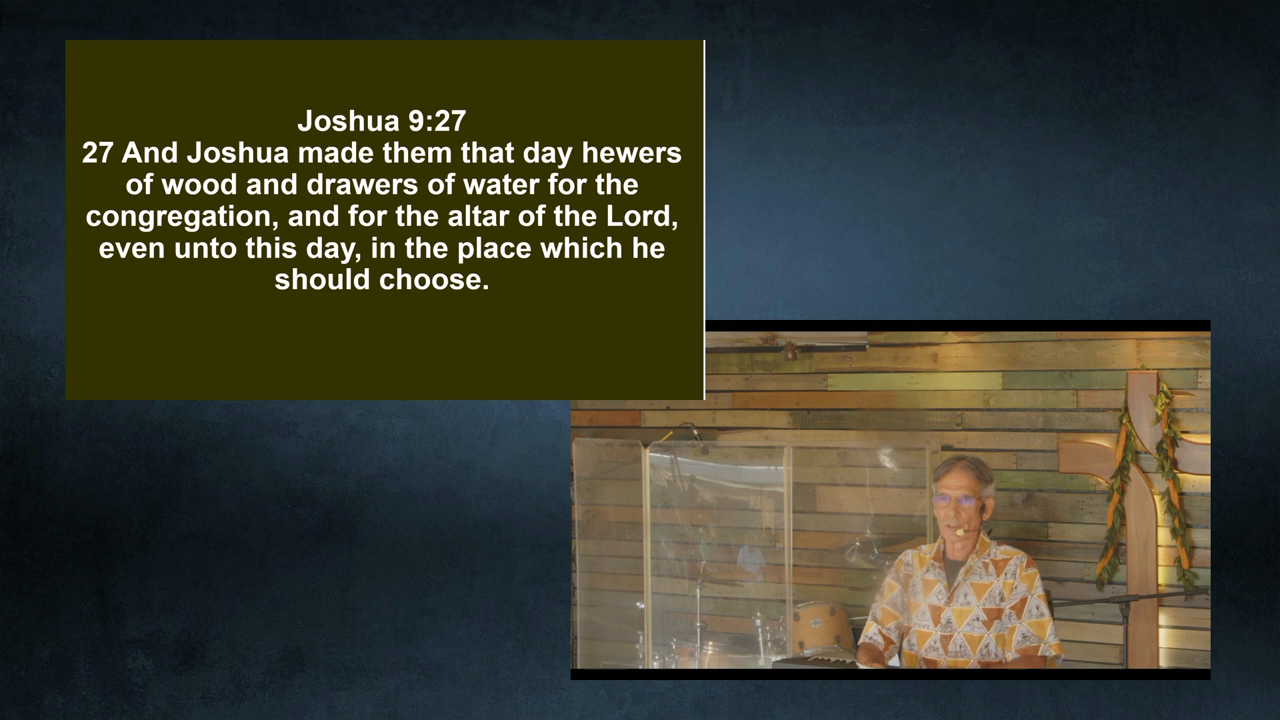 Joshua 9:27
27 And Joshua made them that day hewers
of wood and drawers of water for the
congregation, and for the altar of the Lord,
even unto this day, in the place which he
should choose.